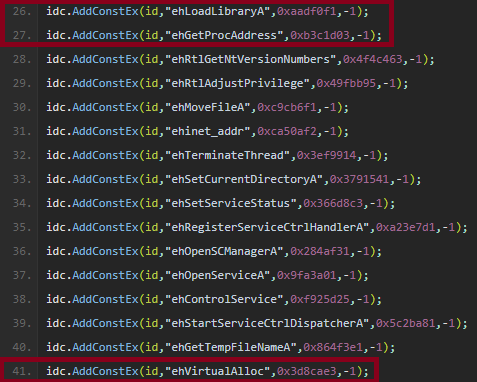 26. idc.AddConstEx(id,"ehLoadLibraryA",0xaadf0f1,-1);
27. idc.AddConstEx(id,"ehGetProcAddress",0xb3c1d03,-1);
28. idc.AddConstEx(id,"ehRtlGetNtVersionNumbers",0x4f4c463,-1);
29. idc.AddConstEx(id,"ehRtlAdjustPrivilege",0x49fbb95,-1);
30. idc.AddConstEx(id,"ehMoveFileA",0xc9cb6f1,-1);
31. idc.AddConstEx(id,"ehinet_addr",0xca50af2,-1);
32. idc.AddConstEx(id,"ehTerminateThread",0x3ef9914,-1);
33. idc.AddConstEx(id,"ehSetCurrentDirectoryA",0x3791541,-1);
34. idc.AddConstEx(id,"ehSetServiceStatus",0x366d8c3,-1);
35. idc.AddConstEx(id,"ehRegisterServiceCtrlHandlerA",0xa23e7d1,-1);
36. idc.AddConstEx(id,"ehOpenSCManagerA",0x284af31,-1);
37. idc.AddConstEx(id,"ehOpenServiceA",0x9fa3a01,-1);
38. idc.AddConstEx(id,"ehControlService",0xf925d25,-1);
39. idc.AddConstEx(id,"ehStartServiceCtrlDispatcherA",0x5c2ba81,-1);
40. idc.AddConstEx(id,"ehGetTempFileNameA",0x864f3e1,-1);
41. idc.AddConstEx(id,"ehVirtualAlloc",0x3d8cae3,-1);